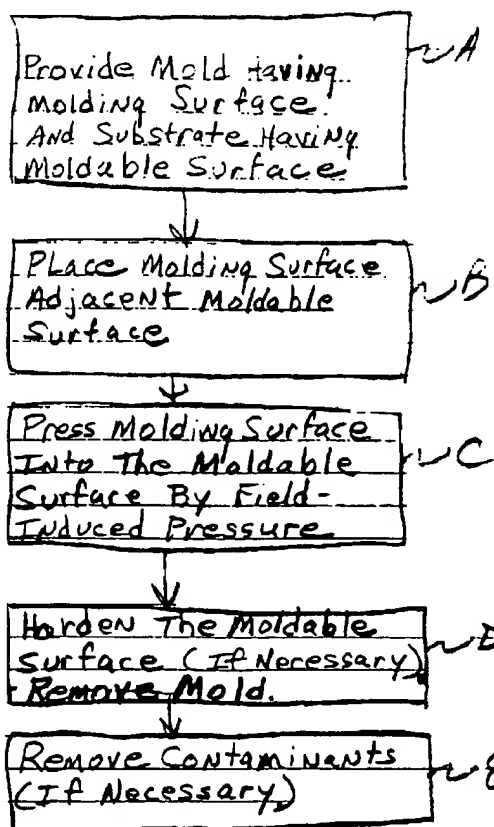 A
Provide Mold Having
Molding Surface
And Substrate Having
Moldable Surface
Place Molding Surface
Adjacent Moldable
Surface
B
Press Molding Surface
Into The Moldable
Surface By Field-
Induced Pressure
C
Harden The Moldable
Surface (If Necessary)
Remove Mold.
Remove Contaminants
(If Necessary)